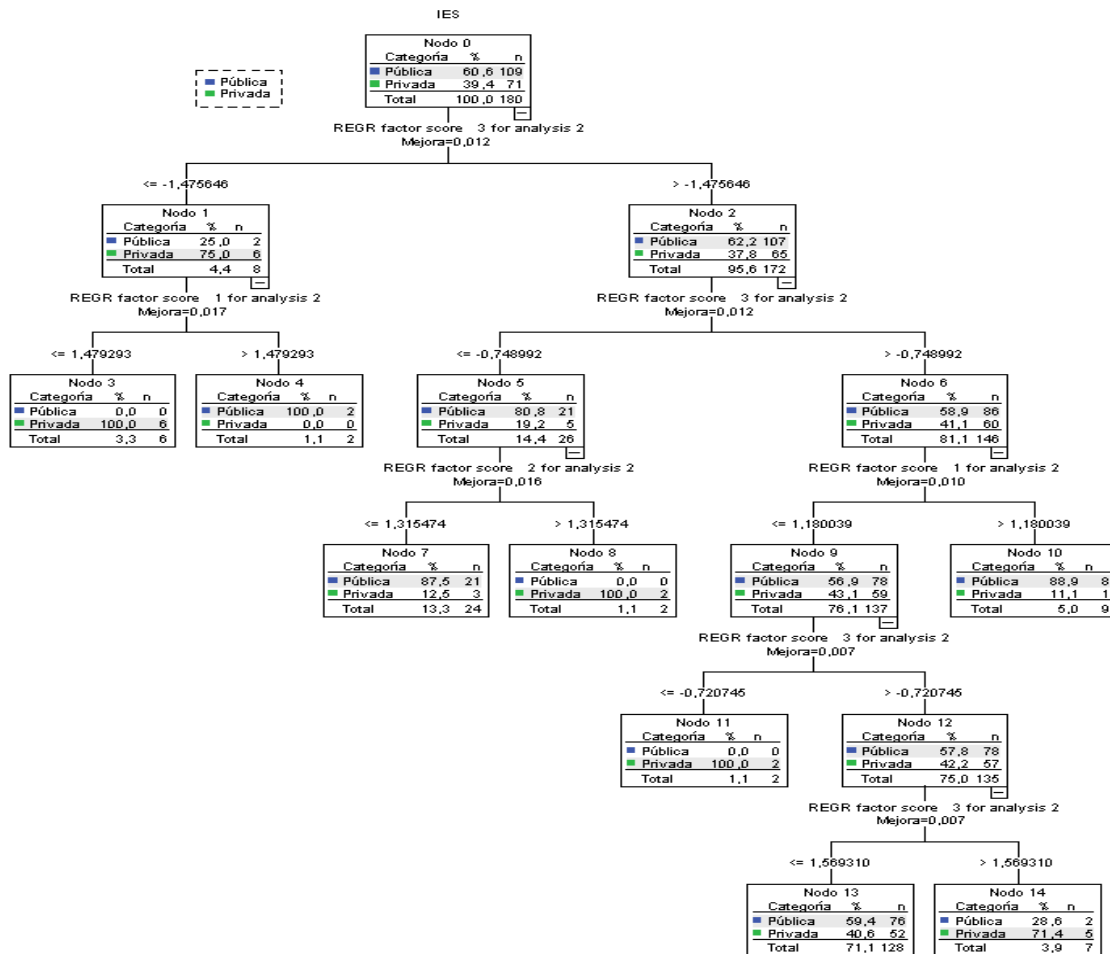 IES
Pública
Privada
Nodo 0
Categoría % n
Pública 60,6 109
Privada 39,4 71
Total 100,0 180
REGR factor score 3 for analysis 2
Mejora=0,012
<= -1,475646
> -1,475646
Nodo 1
Categoría % n
Pública 25,0 2
Privada 75,0 6
Total 4,4 8
Nodo 2
Categoría % n
Pública 62,2 107
Privada 37,8 65
Total 95,6 172
REGR factor score 1 for analysis 2
Mejora=0,017
REGR factor score 3 for analysis 2
Mejora=0,012
<= 1,479293
> 1,479293
<= -0,748992
> -0,748992
Nodo 3
Categoría % n
Pública 0,0 0
Privada 100,0 6
Total 3,3 6
Nodo 4
Categoría % n
Pública 100,0 2
Privada 0,0 0
Total 1,1 2
Nodo 5
Categoría % n
Pública 80,8 21
Privada 19,2 5
Total 14,4 26
Nodo 6
Categoría % n
Pública 58,9 86
Privada 41,1 60
Total 81,1 146
REGR factor score 2 for analysis 2
Mejora=0,016
REGR factor score 1 for analysis 2
Mejora=0,010
<= 1,315474
> 1,315474
<= 1,180039
> 1,180039
Nodo 7
Categoría % n
Pública 87,5 21
Privada 12,5 3
Total 13,3 24
Nodo 8
Categoría % n
Pública 0,0 0
Privada 100,0 2
Total 1,1 2
Nodo 9
Categoría % n
Pública 56,9 78
Privada 43,1 59
Total 76,1 137
Nodo 10
Categoría % n
Pública 88,9 8
Privada 11,1 1
Total 5,0 9
REGR factor score 3 for analysis 2
Mejora=0,007
<= -0,720745
> -0,720745
Nodo 11
Categoría % n
Pública 0,0 0
Privada 100,0 2
Total 1,1 2
Nodo 12
Categoría % n
Pública 57,8 78
Privada 42,2 57
Total 75,0 135
REGR factor score 3 for analysis 2
Mejora=0,007
<= 1,569310
> 1,569310
Nodo 13
Categoría % n
Pública 59,4 76
Privada 40,6 52
Total 71,1 128
Nodo 14
Categoría % n
Pública 28,6 2
Privada 71,4 5
Total 3,9 7